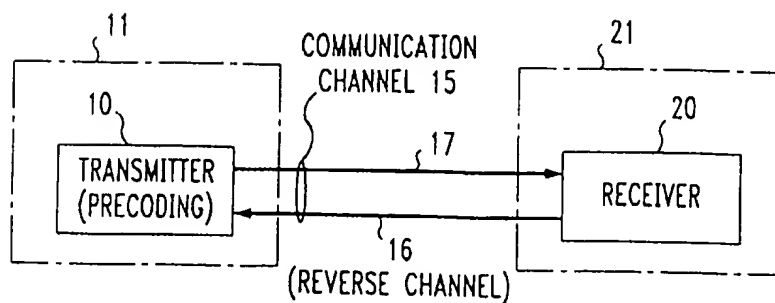 11
COMMUNICATION
CHANNEL 15
21
10
20
TRANSMITTER
(PRECODING)
17
RECEIVER
16
(REVERSE CHANNEL)